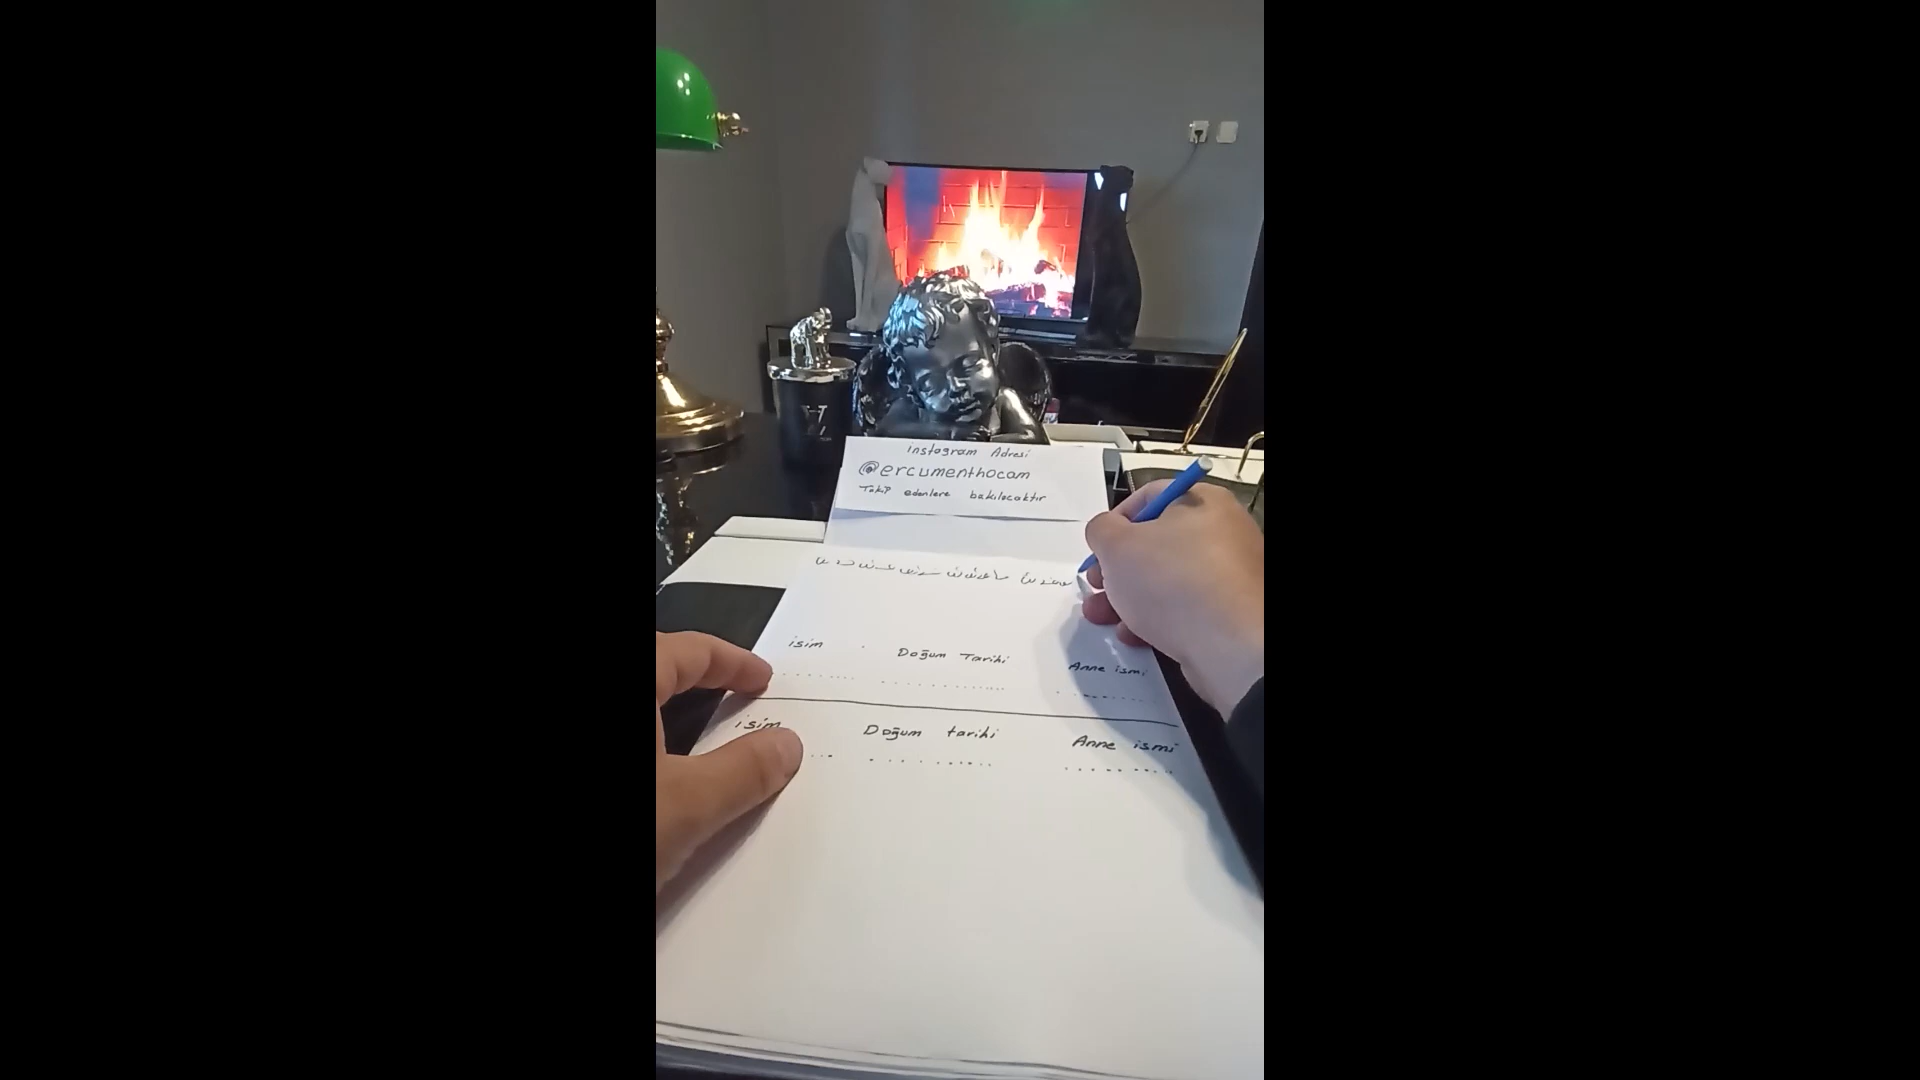 instagram Adresi
@ercumenthocam
Takip edenlere bakılacaktır
isim Doğum Tarihi Anne ismi
isim Doğum tarihi Anne ismi